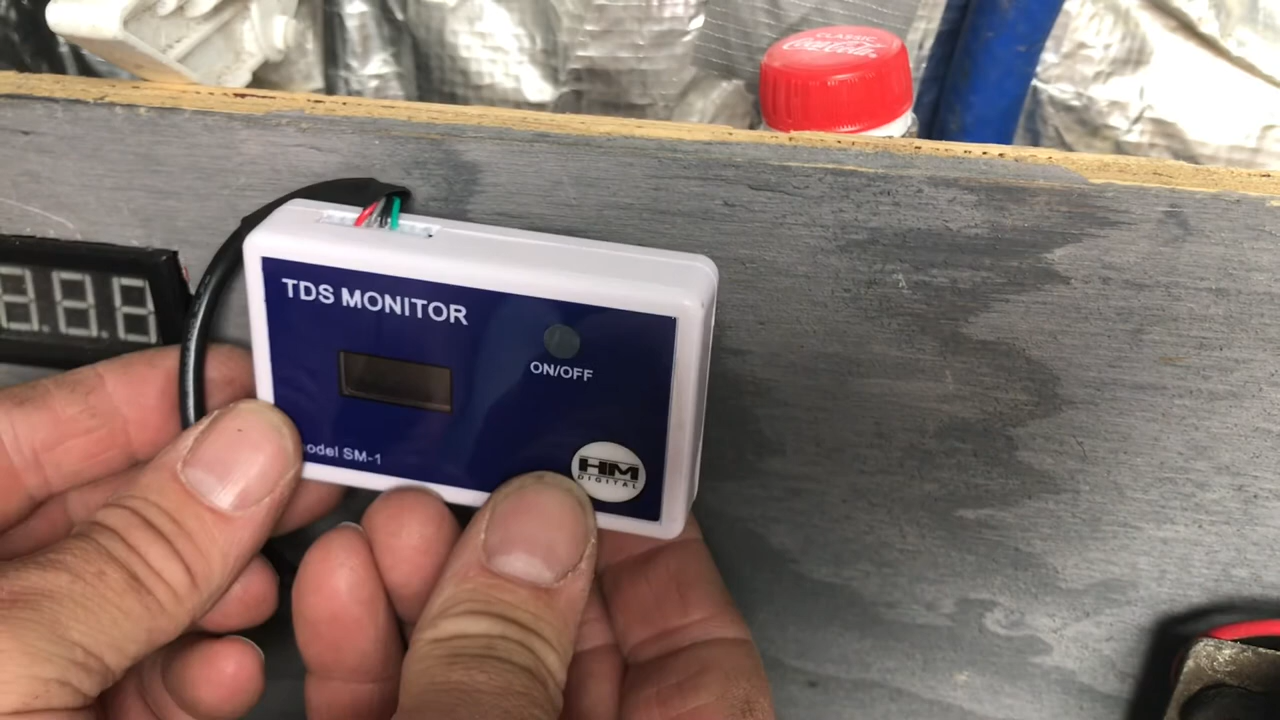 CLASSIC
Coca-Cola
TDS MONITOR
ON/OFF
odel SM-1
HM
DIGITAL